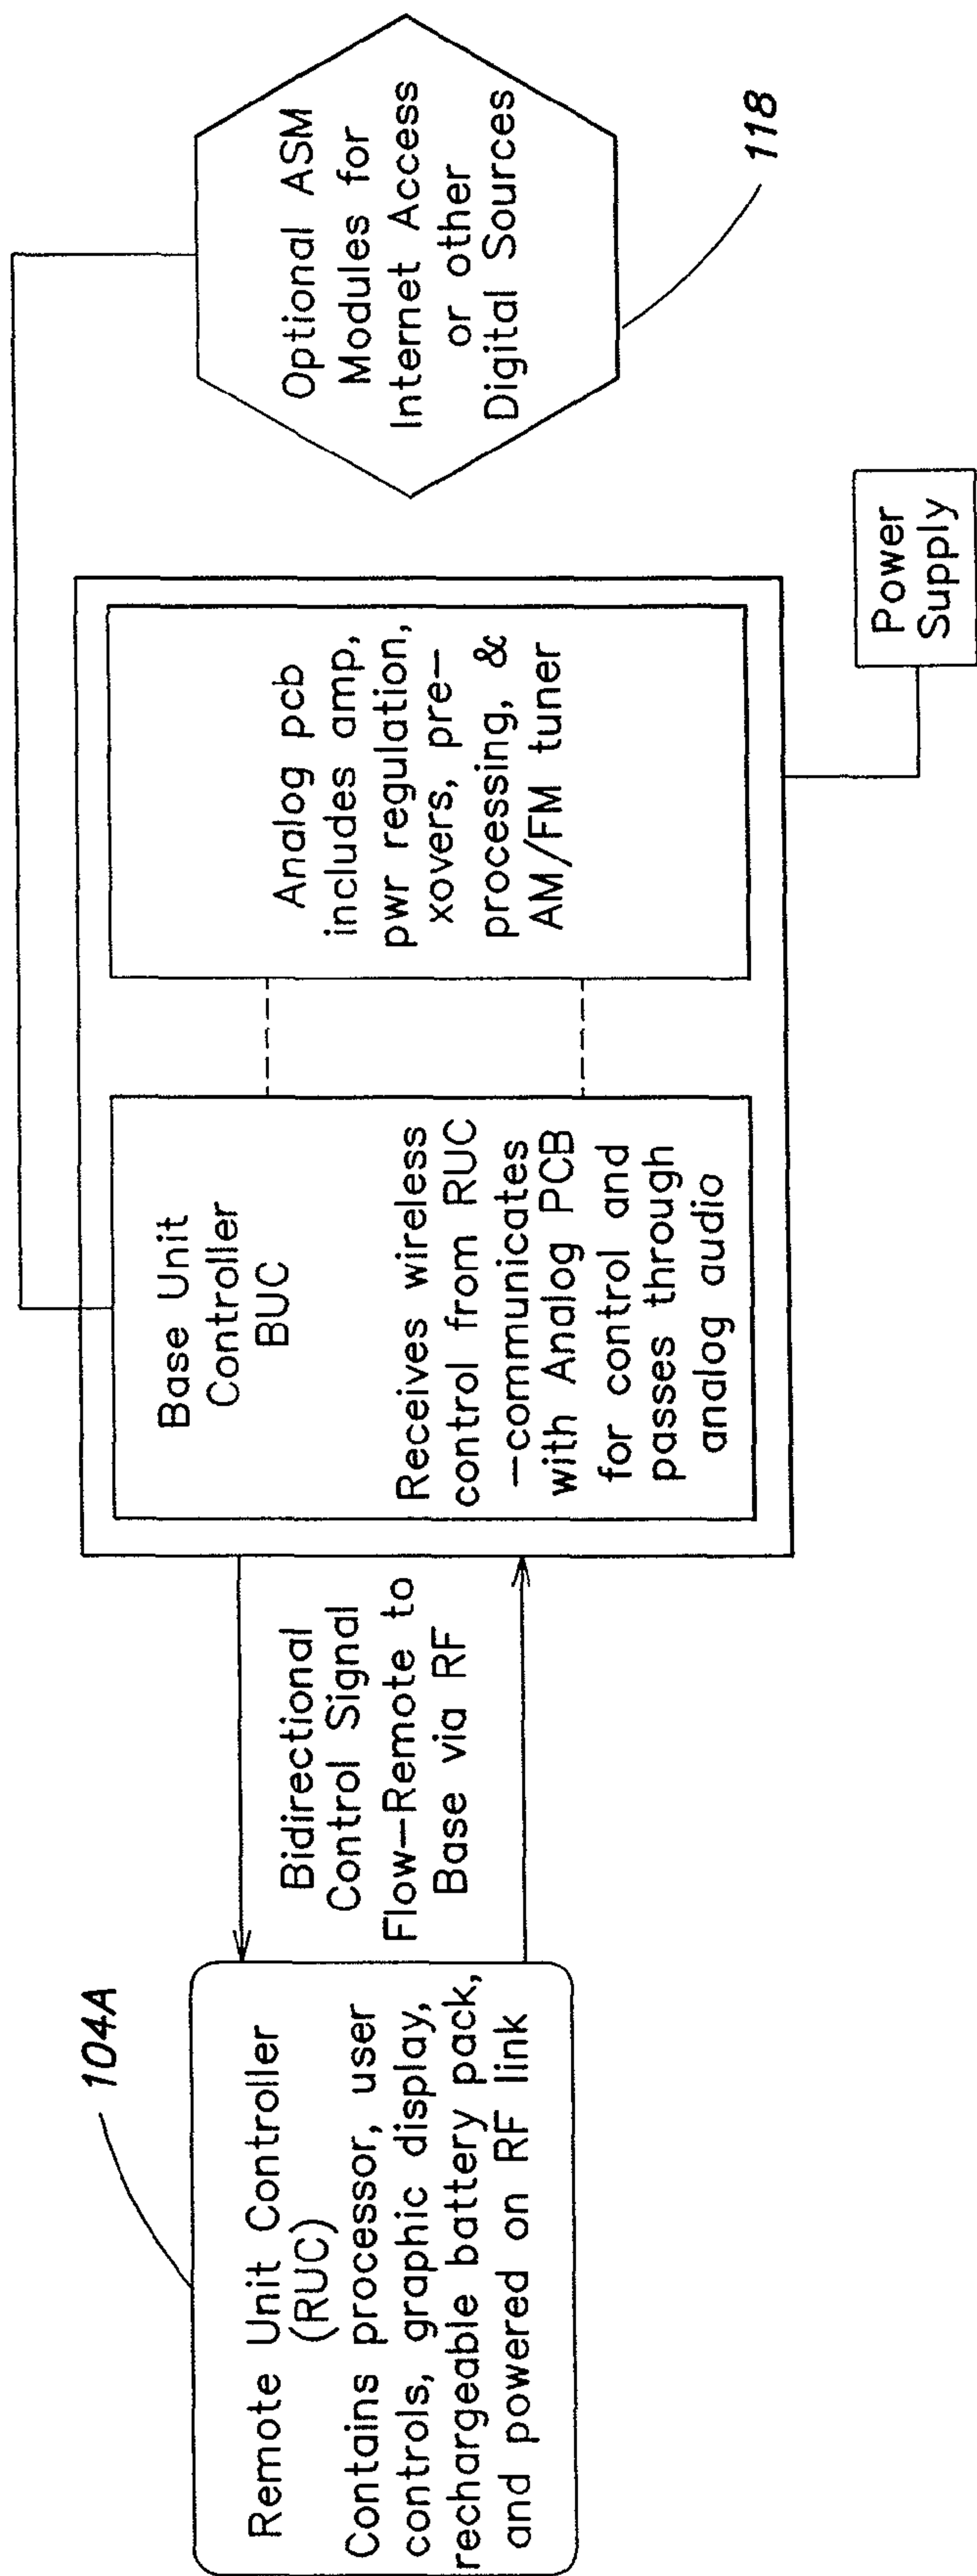 104A
Remote Unit Controller
(RUC)
Contains processor, user
controls, graphic display,
rechargeable battery pack,
and powered on RF link
Bidirectional
Control Signal
Flow-Remote to
Base via RF
Base Unit
Controller
BUC
Receives wireless
control from RUC
-communicates
with Analog PCB
for control and
passes through
analog audio
Analog pcb
includes amp,
pwr regulation,
xovers, pre-
processing, &
AM/FM tuner
Power
Supply
Optional ASM
Modules for
Internet Access
or other
Digital Sources
118